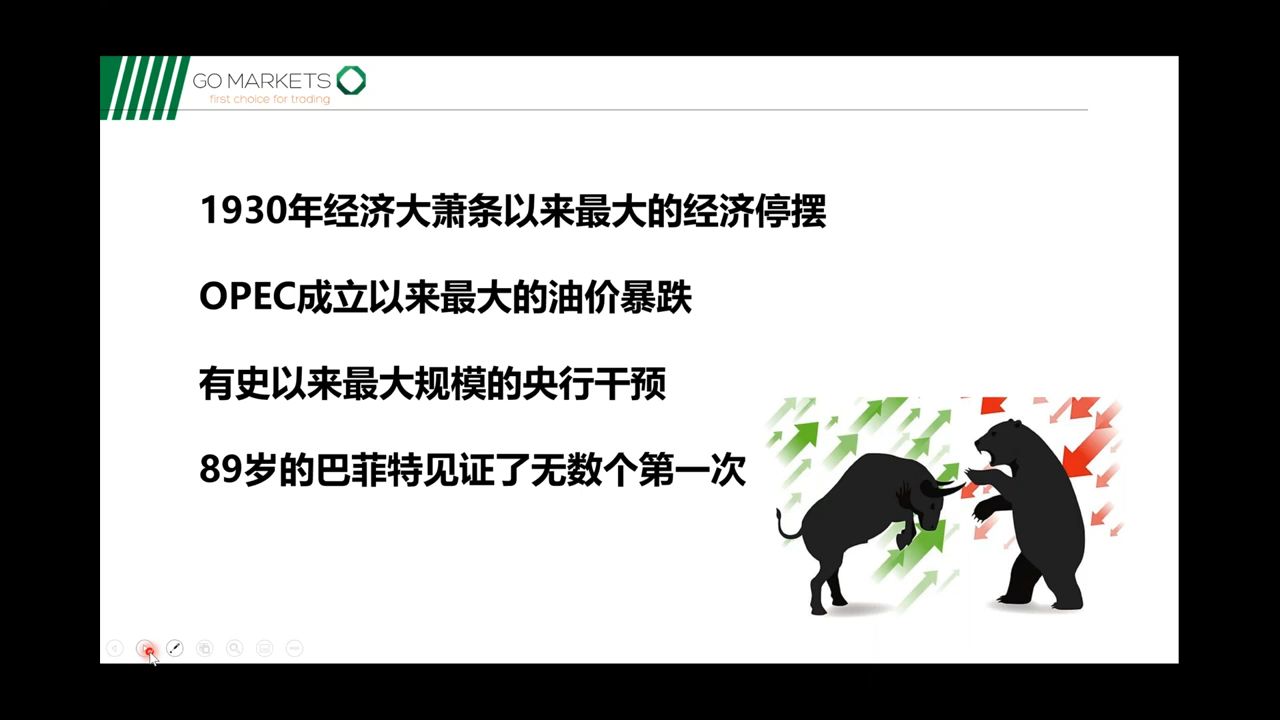 GO MARKETS
first choice for trading
1930年经济大萧条以来最大的经济停摆
OPEC成立以来最大的油价暴跌
有史以来最大规模的央行干预
89岁的巴菲特见证了无数个第一次